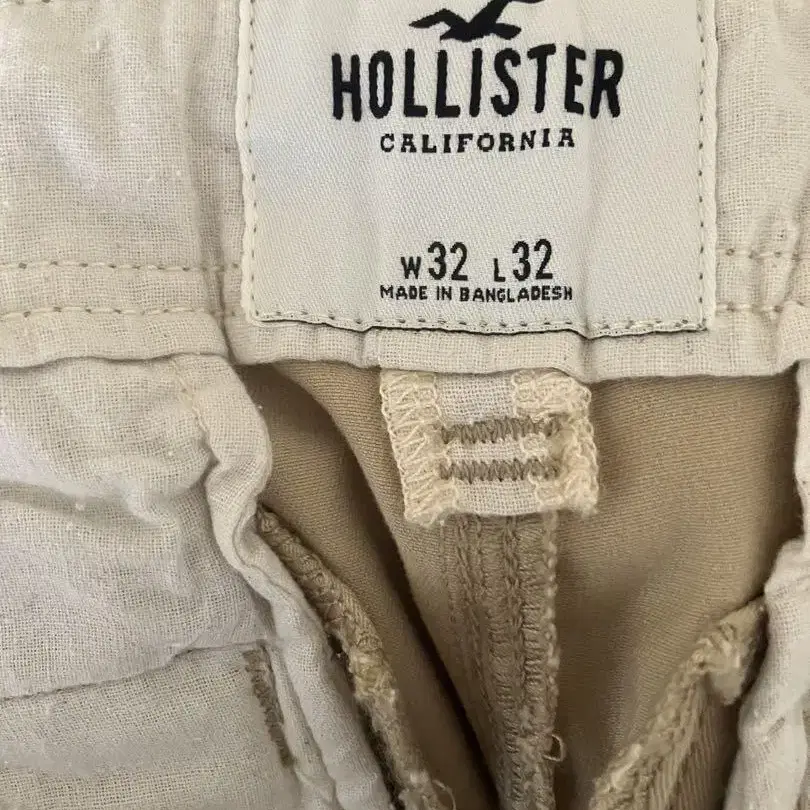 HOLLISTER
CALIFORNIA
W32 L32
MADE IN BANGLADESH